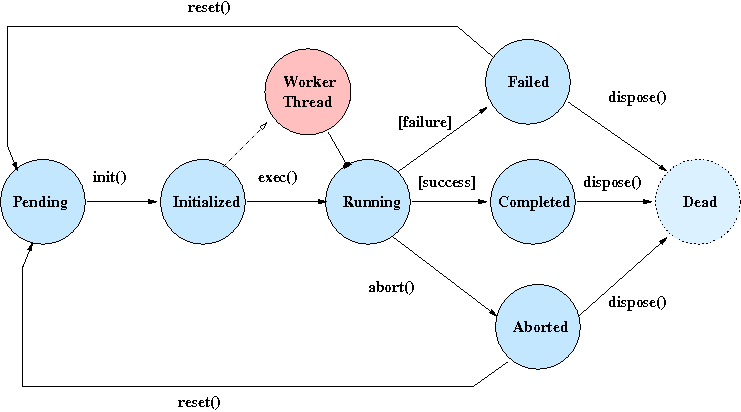 reset()
Worker
Thread
Failed
dispose()
[failure]
init()
exec()
[success]
dispose()
Pending
Initialized
Running
Completed
Dead
abort()
dispose()
Aborted
reset()